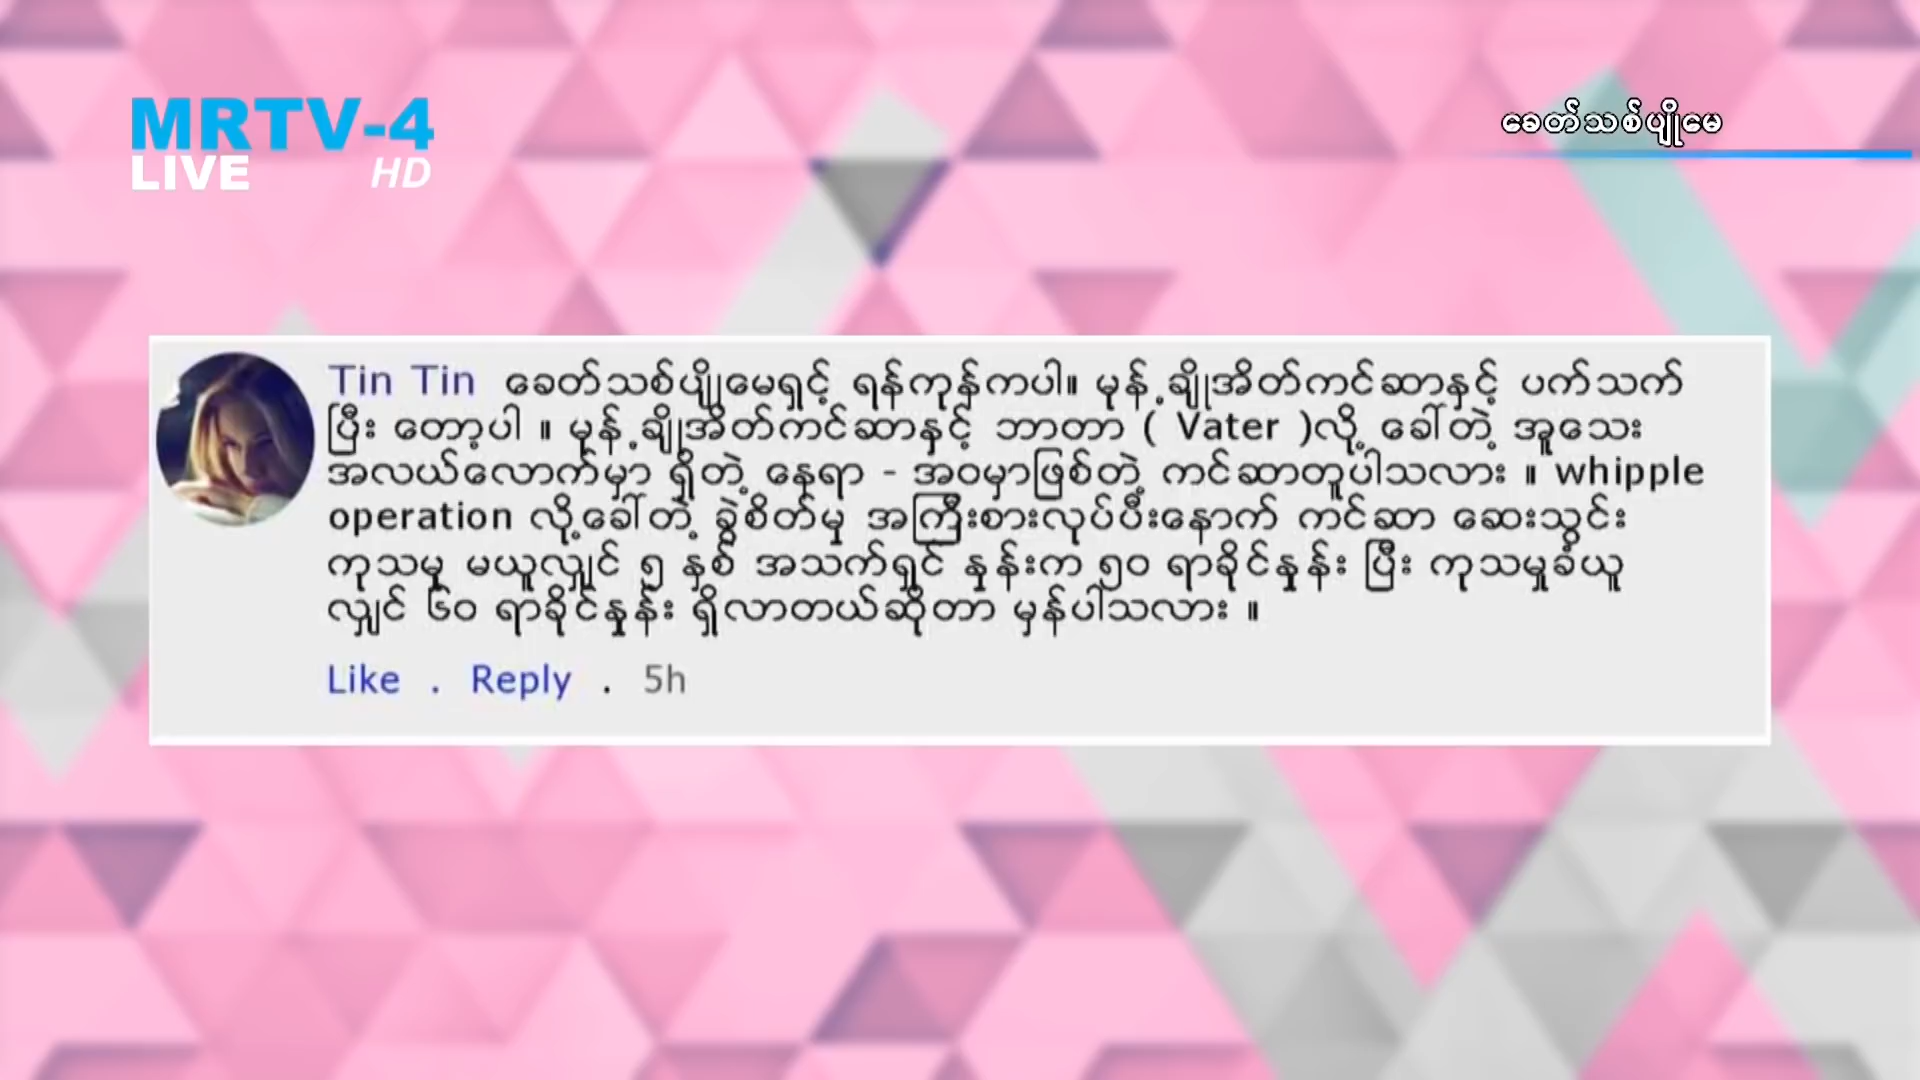 MRTV-4
LIVE HD
ခေတ်သစ်ပျိုမေ
Tin Tin ခေတ်သစ်ပျိုမေရှင့် ရန်ကုန်ကပါ။ မုန့်ချိုအိတ်ကင်ဆာနှင့် ပက်သက်
ပြီး တော့ပါ ။ မုန့်ချိုအိတ်ကင်ဆာနှင့် ဘာတာ ( Vater )လို့ ခေါ်တဲ့ အူသေး
အလယ်လောက်မှာ ရှိတဲ့ နေရာ - အဝမှာဖြစ်တဲ့ ကင်ဆာတူပါသလား ။ whipple
operation လို့ခေါ်တဲ့ ခွဲစိတ်မှု အကြီးစားလုပ်ပီးနောက် ကင်ဆာ ဆေးသွင်း
ကုသမှု မယူလျှင် ၅ နှစ် အသက်ရှင် နှုန်းက ၅၀ ရာခိုင်နှုန်း ပြီး ကုသမှုခံယူ
လျှင် ၆၀ ရာခိုင်နှုန်း ရှိလာတယ်ဆိုတာ မှန်ပါသလား ။
Like . Reply . 5h